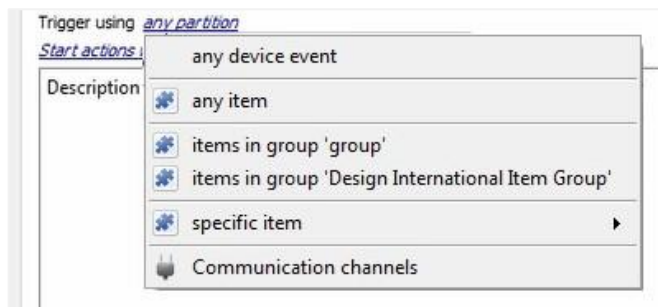 Trigger using any partition
Start actions
any device event
Description
any item
items in group 'group'
items in group 'Design International Item Group'
specific item
Communication channels